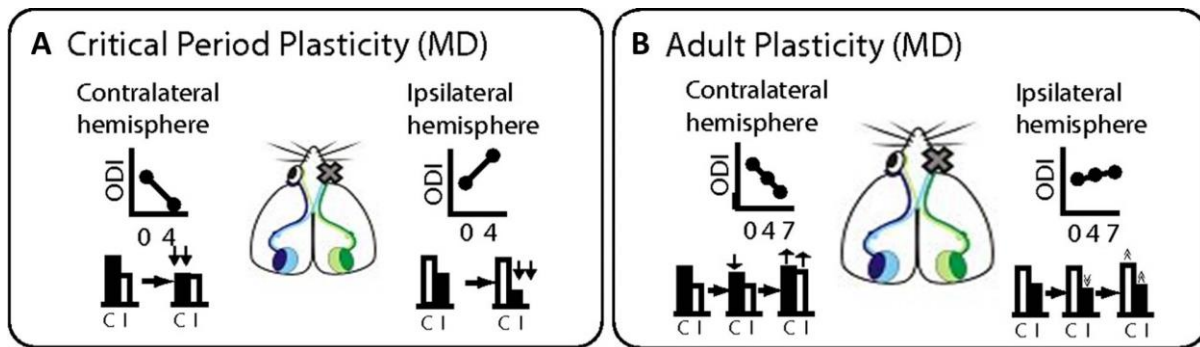 A Critical Period Plasticity (MD)
Contralateral
hemisphere
Ipsilateral
hemisphere
ODI
0 4
ODI
0 4
C I
C I
C I
C I
B Adult Plasticity (MD)
Contralateral
hemisphere
Ipsilateral
hemisphere
ODI
0 4 7
ODI
0 4 7
C I
C I
C I
C I
C I
C I